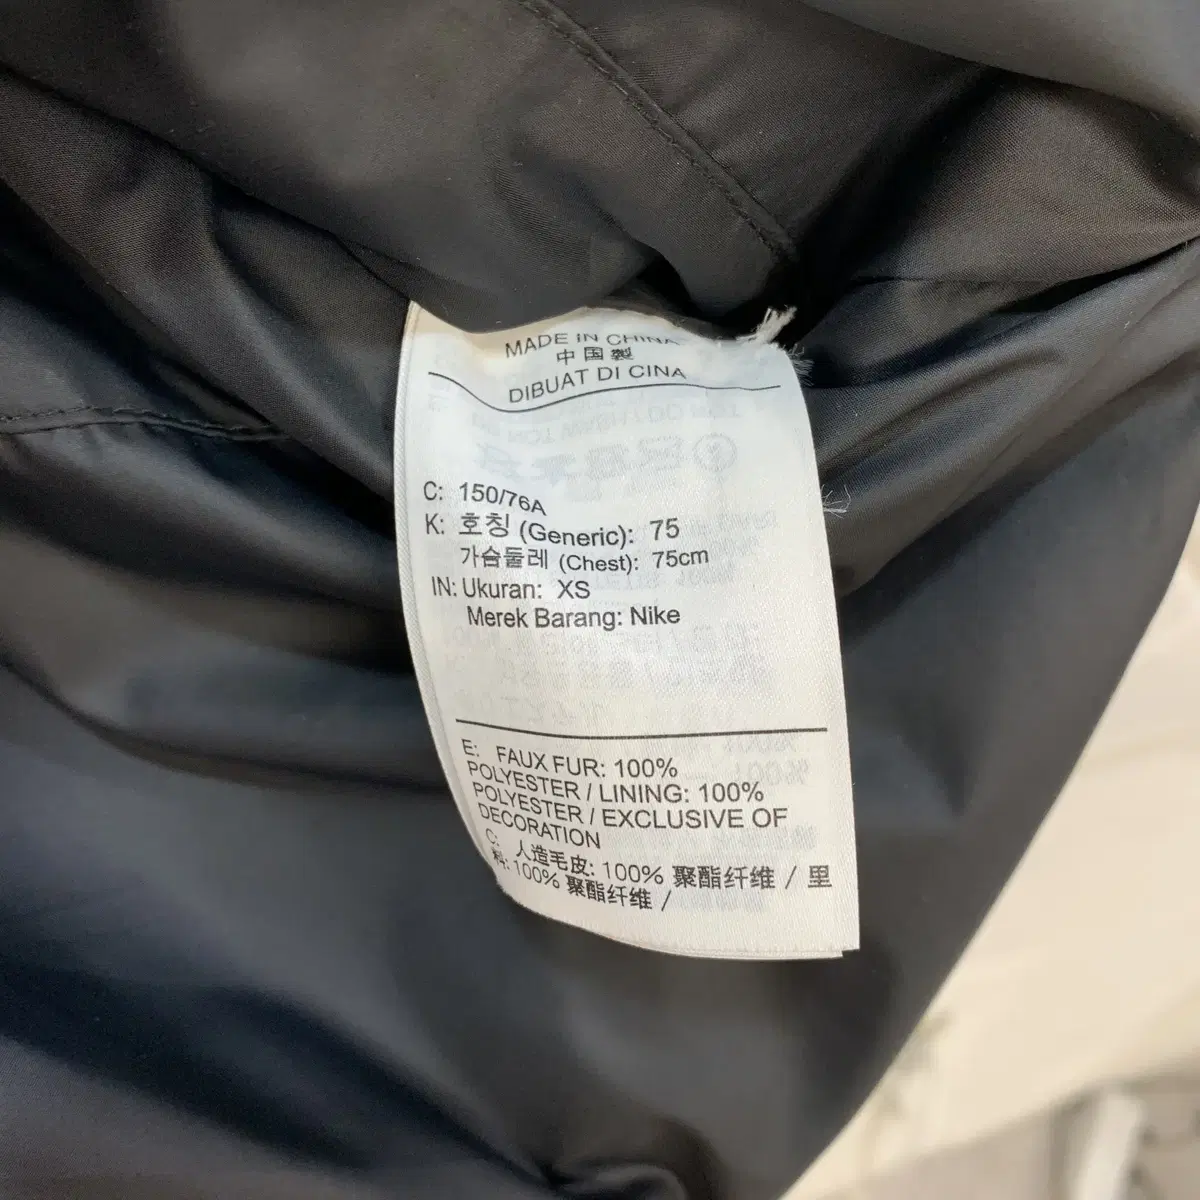 MADE IN CHINA
中国製
DIBUAT DI CINA
C: 150/76A
K: 호칭 (Generic): 75
가슴둘레 (Chest): 75cm
IN: Ukuran: XS
Merek Barang: Nike
E: FAUX FUR: 100%
POLYESTER / LINING: 100%
POLYESTER / EXCLUSIVE OF
DECORATION
C: 人造毛皮: 100% 聚酯纤维 / 里
料: 100% 聚酯纤维 /